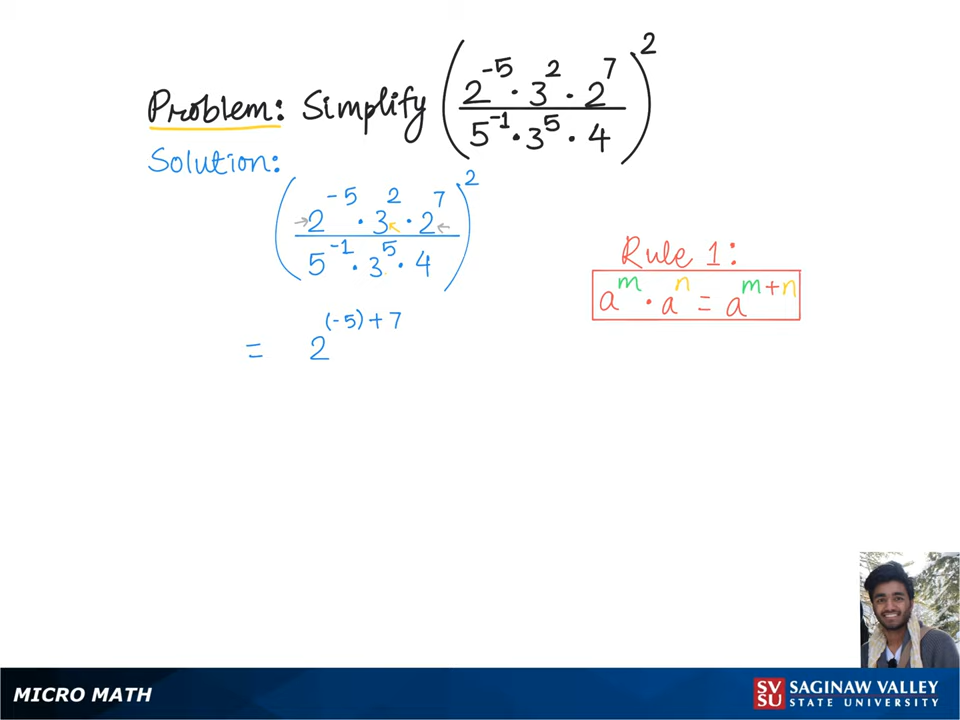 Problem: Simplify (2^-5 · 3^2 · 2^7 / 5^-1 · 3^5 · 4)^2
Solution:
(2^-5 · 3^2 · 2^7 / 5^-1 · 3^5 · 4)^2
Rule 1:
a^m · a^n = a^m+n
= 2^(-5)+7
MICRO MATH
SV
SU
SAGINAW VALLEY
STATE UNIVERSITY